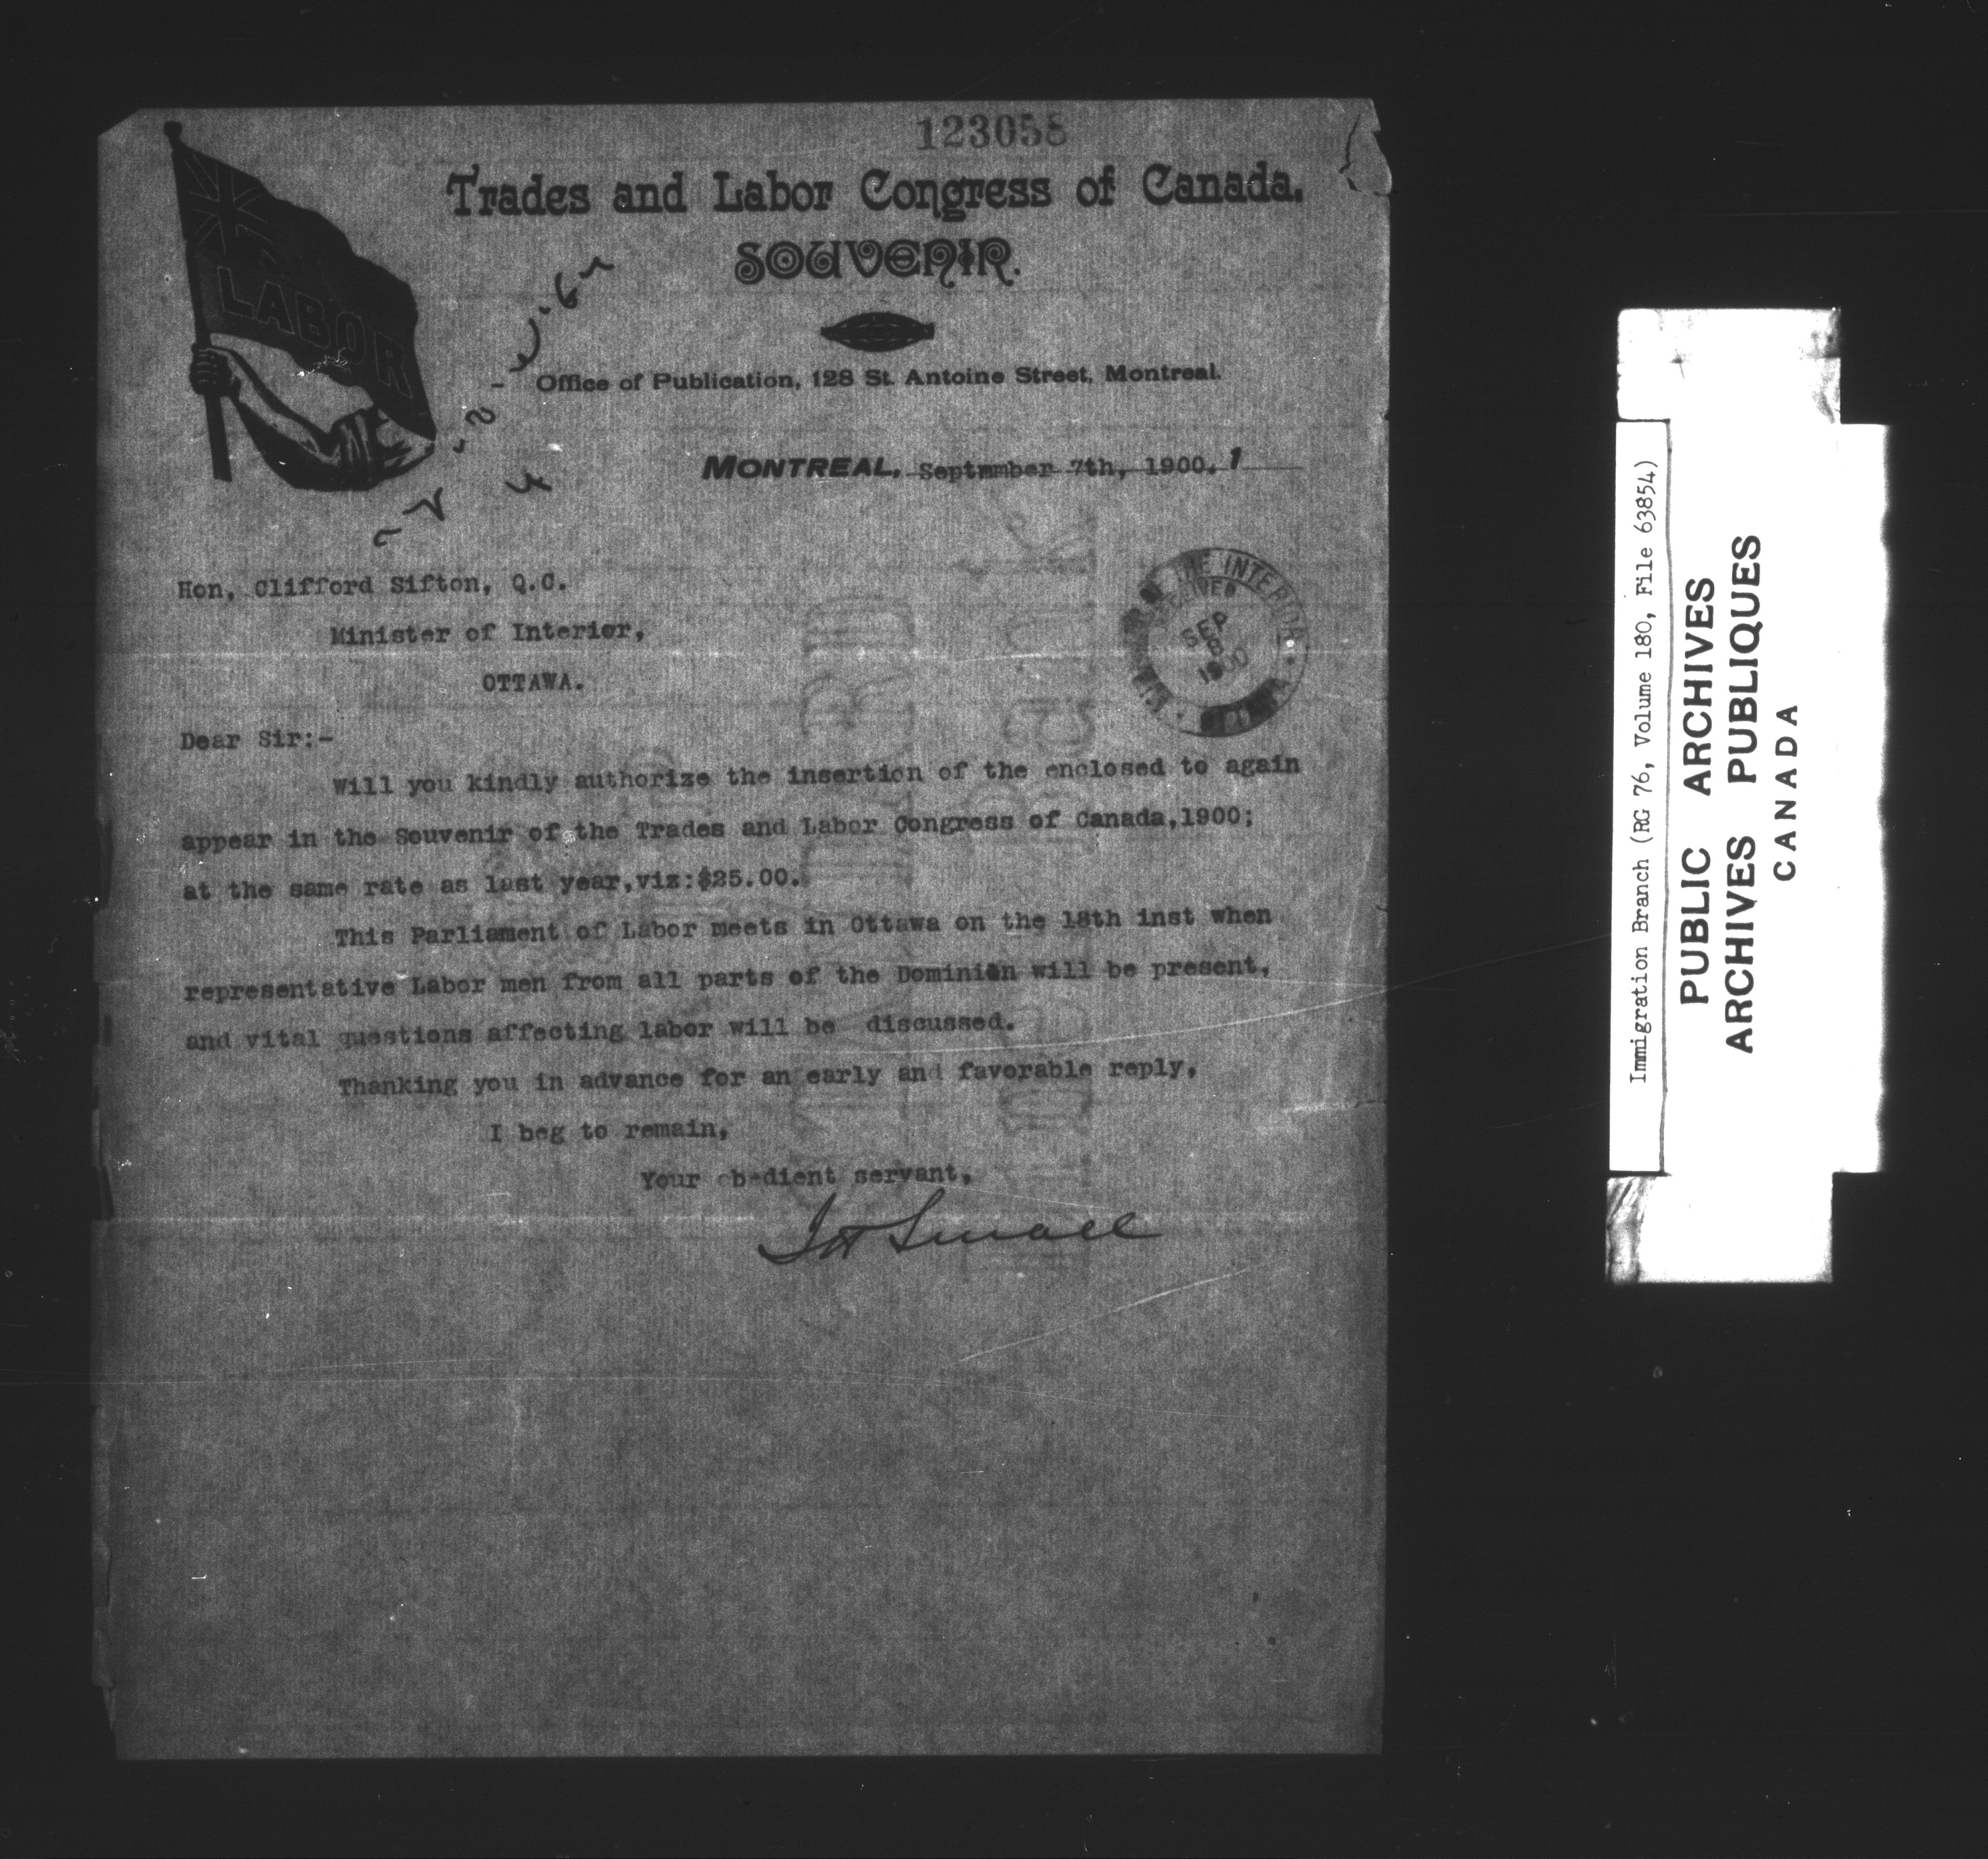 123058
Trades and Labor Congress of Canada.
SOUVENIR.
LABOR
Office of Publication, 128 St. Antoine Street, Montreal.
MONTREAL, Septmmber 7th, 1900. 1
THE INTERIOR
SEP
8
1900
Hon, Clifford Sifton, Q.C.
Minister of Interior,
OTTAWA.
Dear Sir:-
Will you kindly authorize the insertion of the enclosed to again
appear in the Souvenir of the Trades and Labor Congress of Canada,1900;
at the same rate as last year,viz:$25.00.
This Parliament of Labor meets in Ottawa on the 18th inst when
representative Labor men from all parts of the Dominion will be present,
and vital questions affecting labor will be discussed.
Thanking you in advance for an early and favorable reply,
I beg to remain,
Your obedient servant,
Small
Immigration Branch (RG 76, Volume 180, File 63854)
PUBLIC ARCHIVES
ARCHIVES PUBLIQUES
CANADA